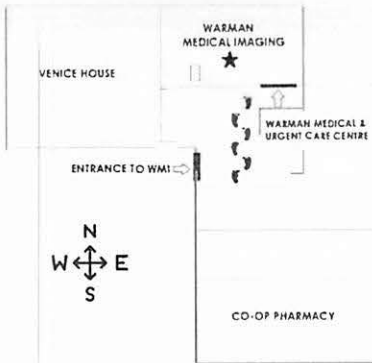 WARMAN
MEDICAL IMAGING
VENICE HOUSE
WARMAN MEDICAL &
URGENT CARE CENTRE
ENTRANCE TO WMI
N
W E
S
CO-OP PHARMACY